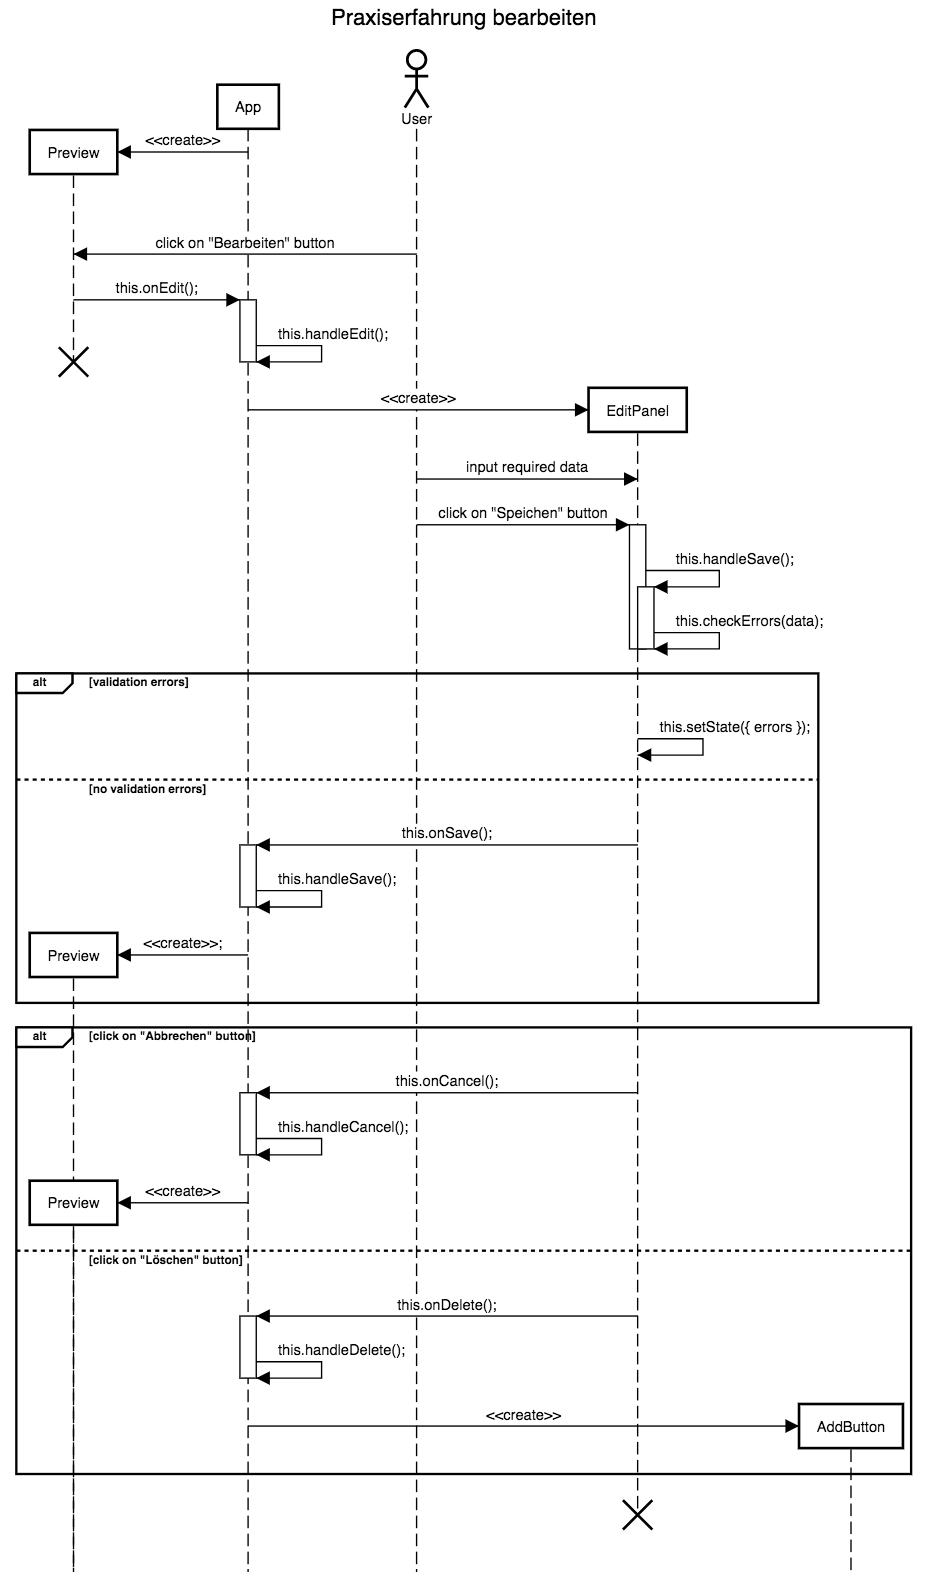 Praxiserfahrung bearbeiten
User
App
<<create>>
Preview
click on "Bearbeiten" button
this.onEdit();
this.handleEdit();
<<create>>
EditPanel
input required data
click on "Speichen" button
this.handleSave();
this.checkErrors(data);
alt
[validation errors]
this.setState({ errors });
[no validation errors]
this.onSave();
this.handleSave();
<<create>>;
Preview
alt
[click on "Abbrechen" button]
this.onCancel();
this.handleCancel();
<<create>>
Preview
[click on "Löschen" button]
this.onDelete();
this.handleDelete();
<<create>>
AddButton